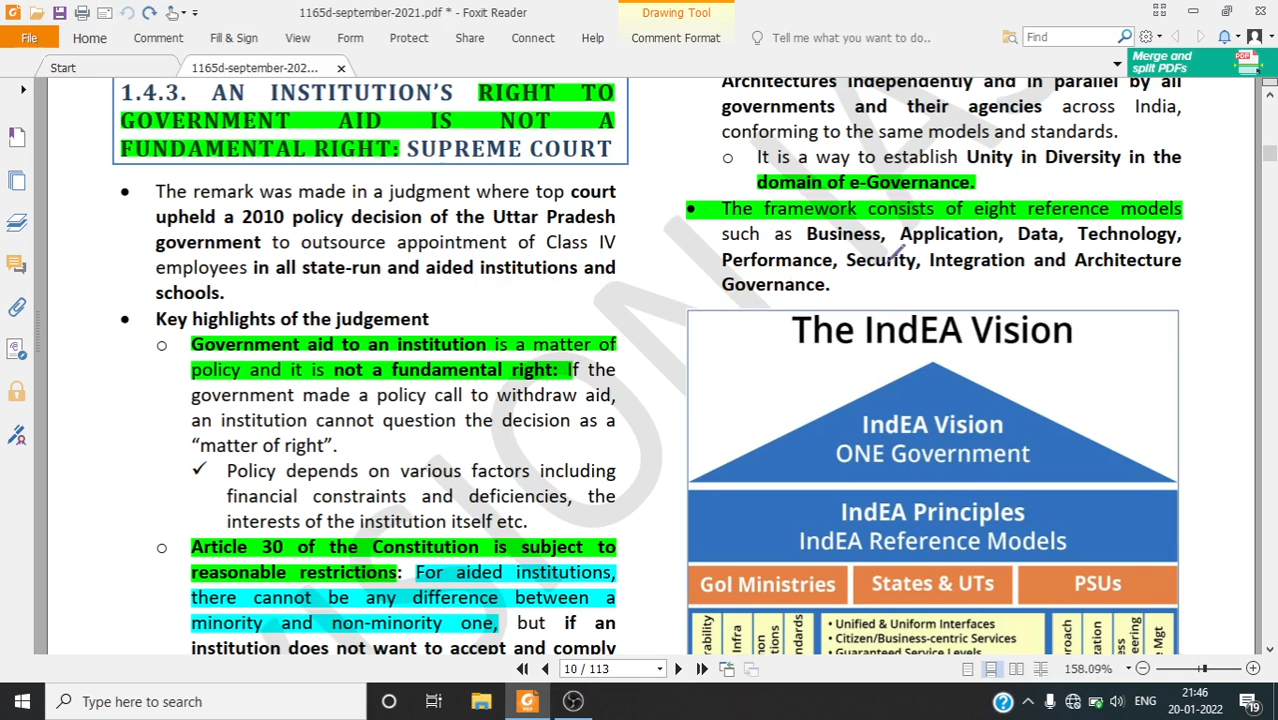 1165d-september-2021.pdf * - Foxit Reader
Drawing Tool
File
Home
Comment
Fill & Sign
View
Form
Protect
Share
Connect
Help
Comment Format
Tell me what you want to do..
Find
Start
1165d-september-202...
Merge and
split PDFs
1.4.3. AN INSTITUTION'S RIGHT TO
GOVERNMENT AID IS NOT A
FUNDAMENTAL RIGHT: SUPREME COURT
• The remark was made in a judgment where top court
upheld a 2010 policy decision of the Uttar Pradesh
government to outsource appointment of Class IV
employees in all state-run and aided institutions and
schools.
• Key highlights of the judgement
o Government aid to an institution is a matter of
policy and it is not a fundamental right: If the
government made a policy call to withdraw aid,
an institution cannot question the decision as a
“matter of right”.
✓ Policy depends on various factors including
financial constraints and deficiencies, the
interests of the institution itself etc.
o Article 30 of the Constitution is subject to
reasonable restrictions: For aided institutions,
there cannot be any difference between a
minority and non-minority one, but if an
institution does not want to accept and comply
Architectures independently and in parallel by all
governments and their agencies across India,
conforming to the same models and standards.
o It is a way to establish Unity in Diversity in the
domain of e-Governance.
• The framework consists of eight reference models
such as Business, Application, Data, Technology,
Performance, Security, Integration and Architecture
Governance.
The IndEA Vision
IndEA Vision
ONE Government
IndEA Principles
IndEA Reference Models
GoI Ministries
States & UTs
PSUs
Infra
• Unified & Uniform Interfaces
• Citizen/Business-centric Services
• Guaranteed Service Levels
10 / 113
158.09%
Type here to search
ENG
21:46
20-01-2022
19